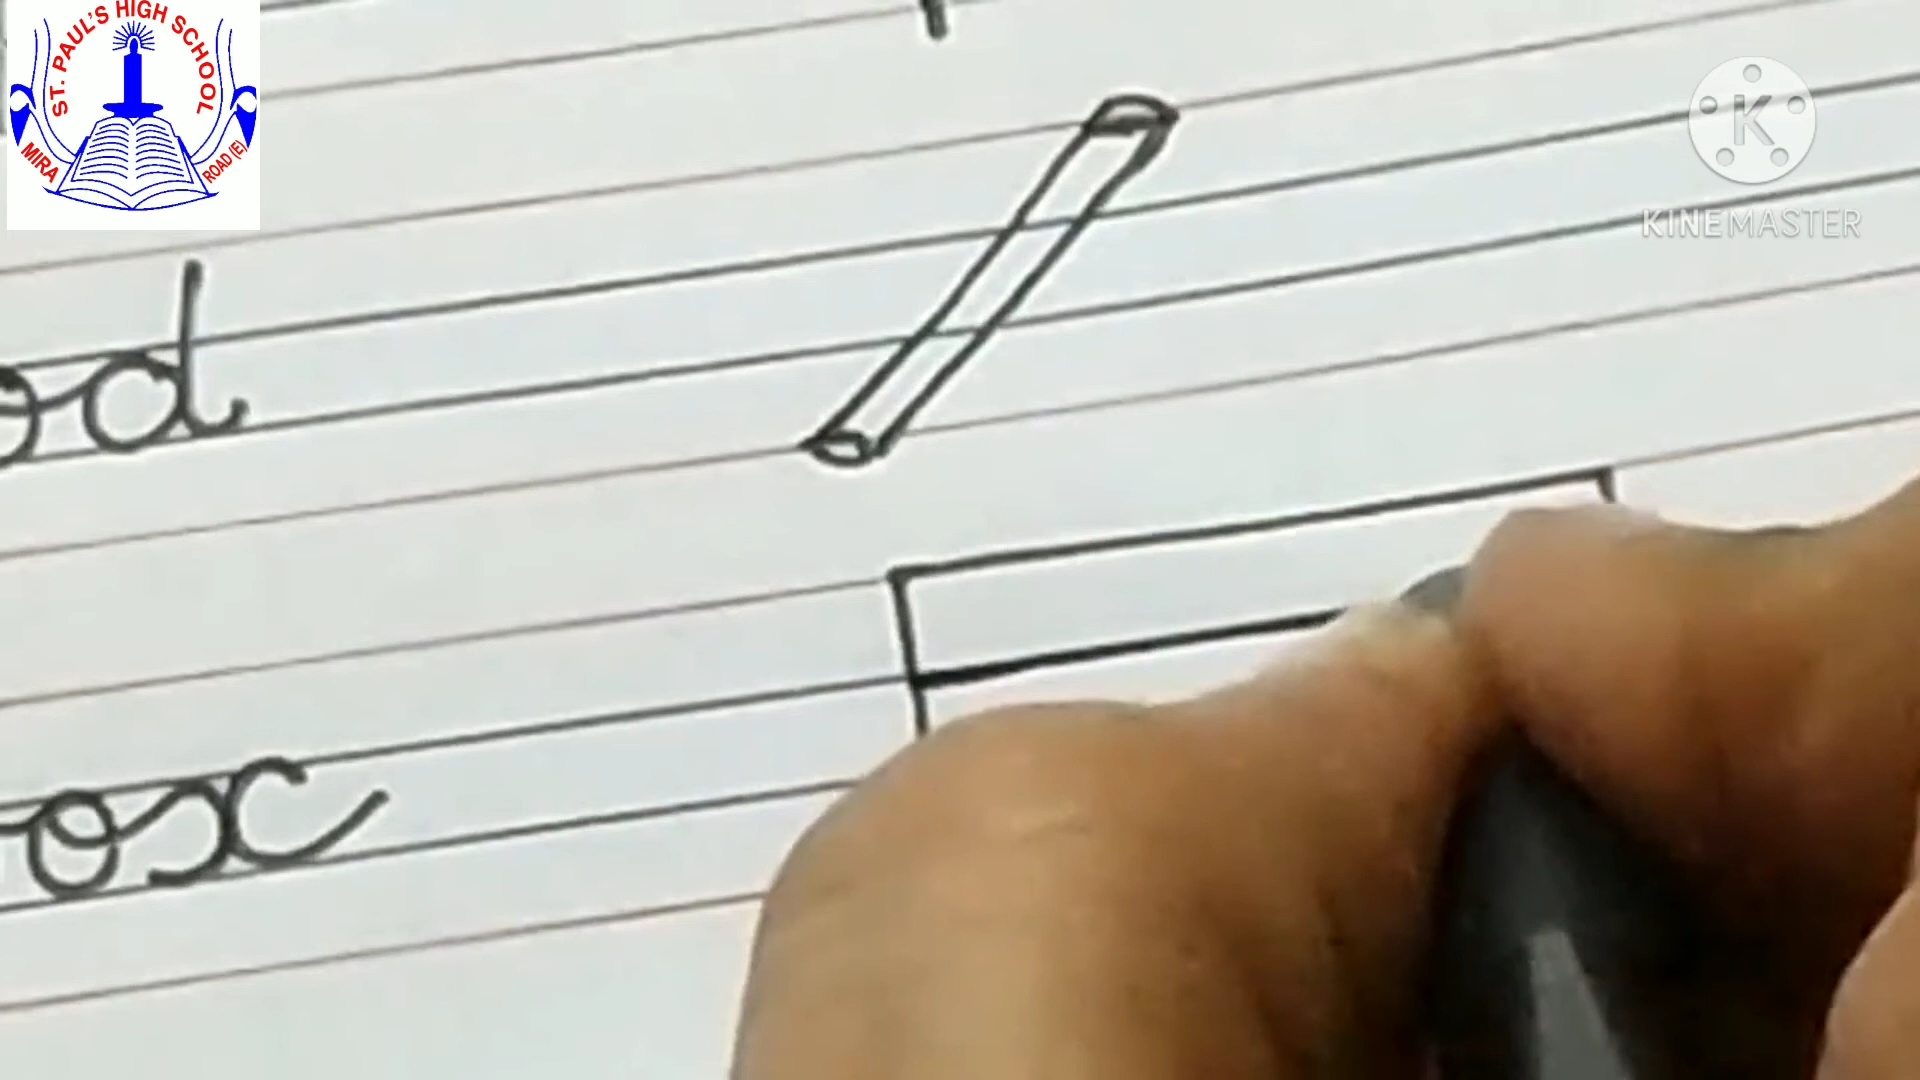 ST. PAUL'S HIGH SCHOOL
MIRA ROAD (E)
K
KINEMASTER
od
ox